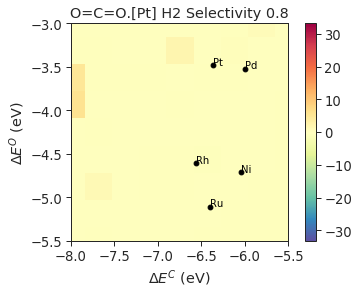 O=C=O.[Pt] H2 Selectivity 0.8
−3.0
−3.5
−4.0
−4.5
−5.0
−5.5
ΔE^O (eV)
Pt
Pd
Rh
Ni
Ru
−8.0 −7.5 −7.0 −6.5 −6.0 −5.5
ΔE^C (eV)
30
20
10
0
−10
−20
−30